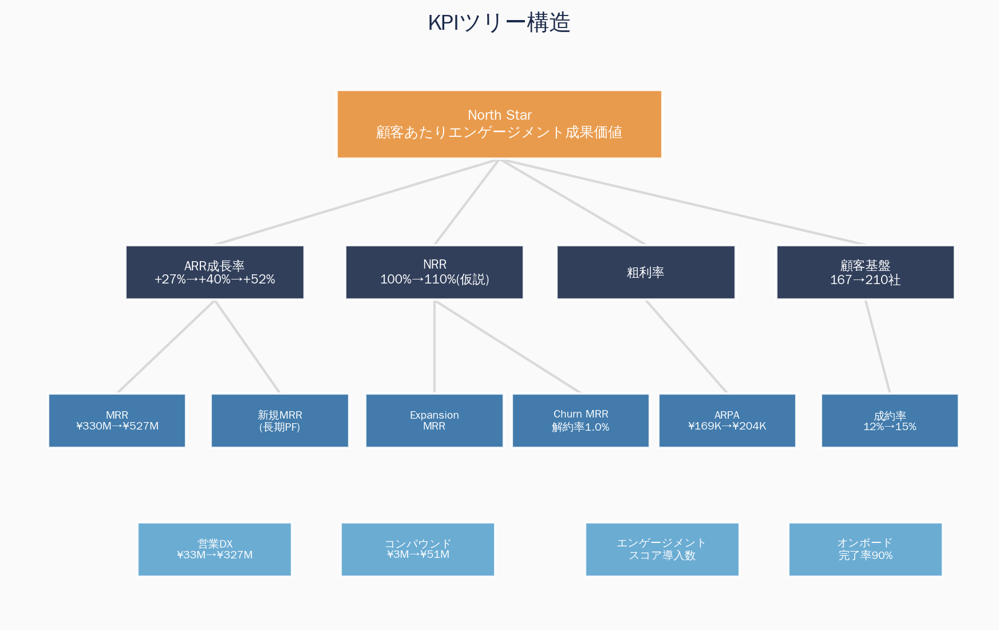 KPIツリー構造
North Star
顧客あたりエンゲージメント成果価値
ARR成長率
+27%→+40%→+52%
NRR
100%→110%(仮説)
粗利率
顧客基盤
167→210社
MRR
¥330M→¥527M
新規MRR
(長期PF)
Expansion
MRR
Churn MRR
解約率1.0%
ARPA
¥169K→¥204K
成約率
12%→15%
営業DX
¥33M→¥327M
コンパウンド
¥3M→¥51M
エンゲージメント
スコア導入数
オンボード
完了率90%